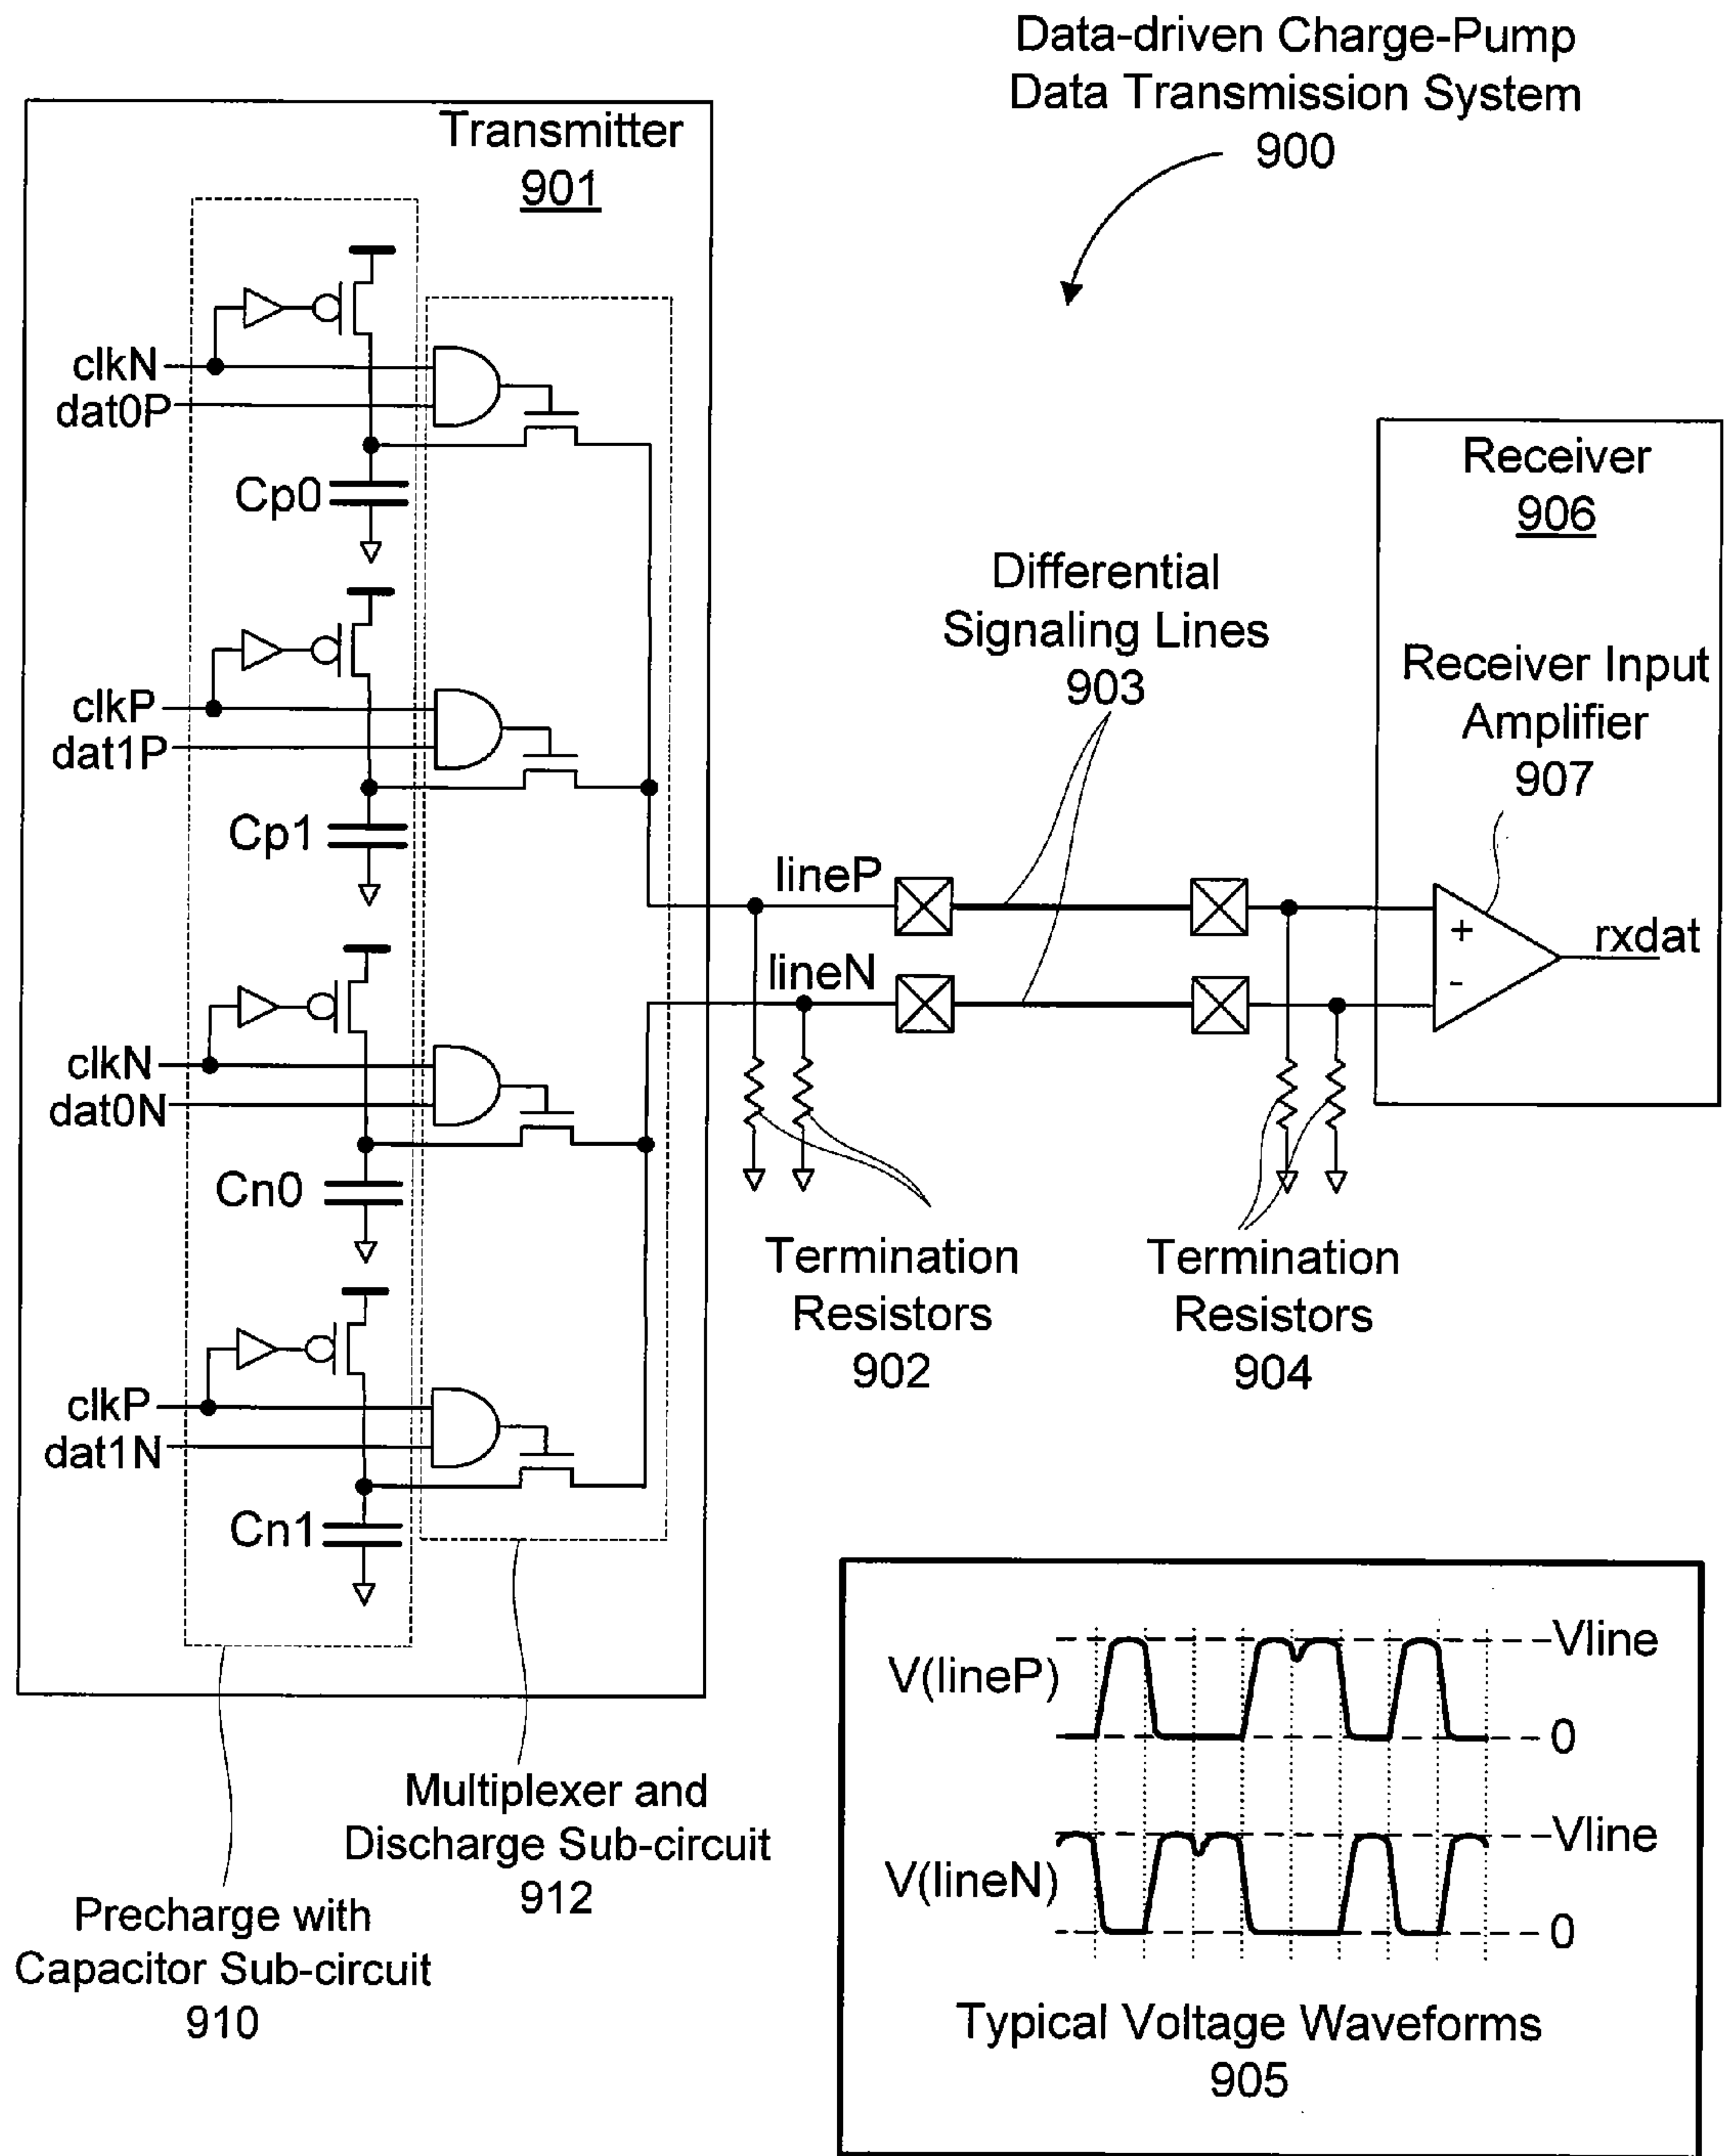 Data-driven Charge-Pump
Data Transmission System
900
Transmitter
901
clkN
dat0P
Cp0
clkP
dat1P
Cp1
clkN
dat0N
Cn0
clkP
dat1N
Cn1
lineP
lineN
Differential
Signaling Lines
903
Receiver
906
Receiver Input
Amplifier
907
+
-
rxdat
Termination
Resistors
902
Termination
Resistors
904
Multiplexer and
Discharge Sub-circuit
912
Precharge with
Capacitor Sub-circuit
910
V(lineP)
Vline
0
V(lineN)
Vline
0
Typical Voltage Waveforms
905